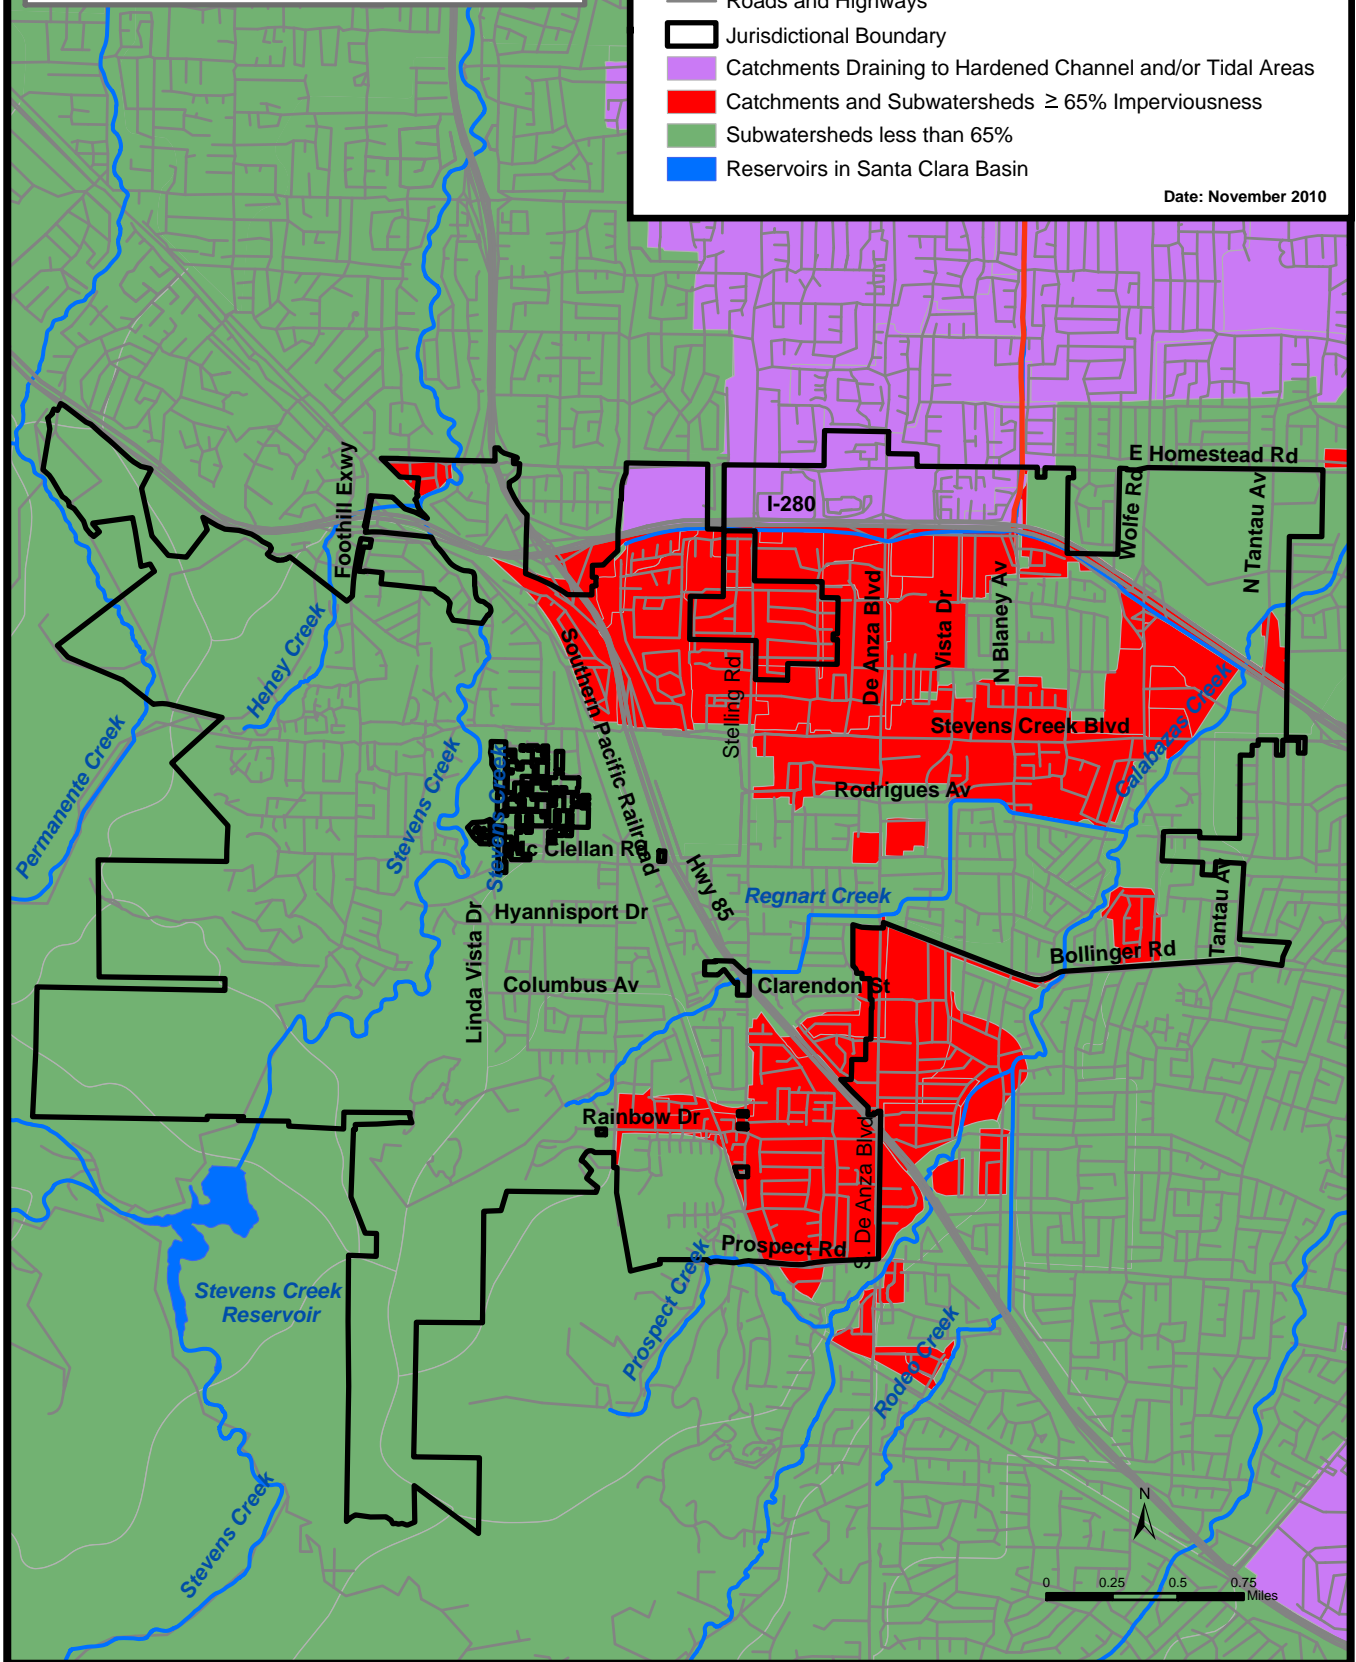 Roads and Highways
Jurisdictional Boundary
Catchments Draining to Hardened Channel and/or Tidal Areas
Catchments and Subwatersheds ≥ 65% Imperviousness
Subwatersheds less than 65%
Reservoirs in Santa Clara Basin
Date: November 2010
E Homestead Rd
Foothill Exwy
I-280
Wolfe Rd
N Tantau Av
De Anza Blvd
Vista Dr
N Blaney Av
Heney Creek
Southern Pacific Railroad
Stelling Rd
Stevens Creek Blvd
Calabazas Creek
Permanente Creek
Stevens Creek
Stevens Creek
Rodrigues Av
c Clellan Rd
Hwy 85
Regnart Creek
Tantau Av
Hyannisport Dr
Linda Vista Dr
Bollinger Rd
Columbus Av
Clarendon St
Rainbow Dr
S. De Anza Blvd
Prospect Rd
Prospect Creek
Stevens Creek
Reservoir
Rodeo Creek
Stevens Creek
N
0 0.25 0.5 0.75
Miles